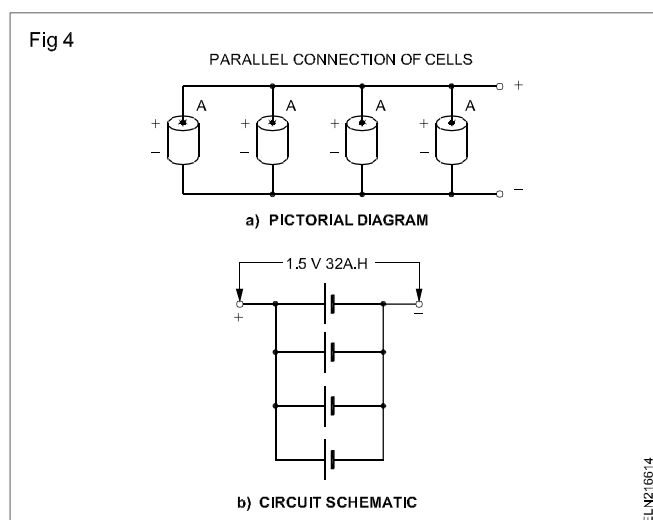 Fig 4
PARALLEL CONNECTION OF CELLS
+
A A A A
+ + + +
– – – –
–
a) PICTORIAL DIAGRAM
1.5 V 32A.H
+ –
b) CIRCUIT SCHEMATIC
ELN216614